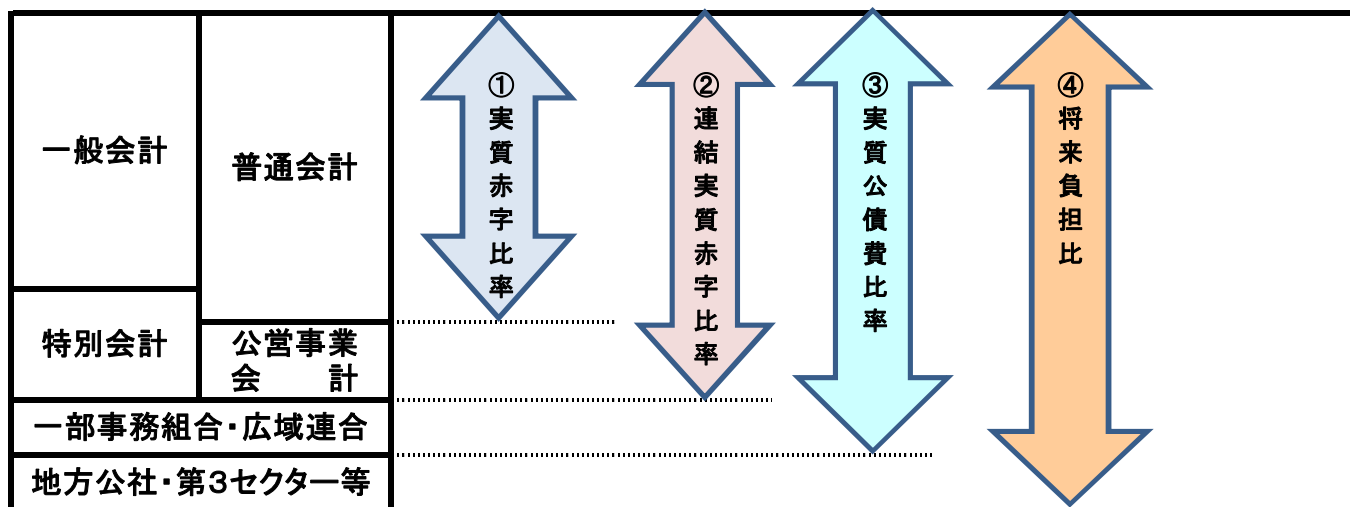 一般会計
普通会計
特別会計
公営事業
会計
一部事務組合・広域連合
地方公社・第3セクター等
①実質赤字比率
②連結実質赤字比率
③実質公債費比率
④将来負担比